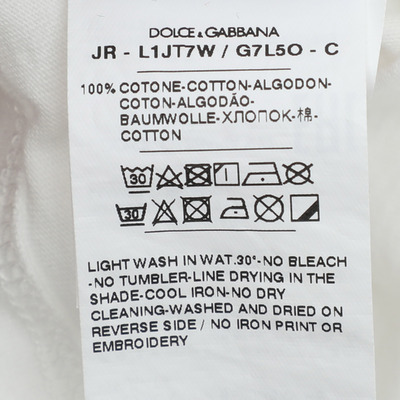 DOLCE & GABBANA
JR - L1JT7W / G7L5O - C
100% COTONE-COTTON-ALGODON-
COTON-ALGODÃO-
BAUMWOLLE-ХЛОПОК-棉-
COTTON
30
30
LIGHT WASH IN WAT.30°-NO BLEACH
-NO TUMBLER-LINE DRYING IN THE
SHADE-COOL IRON-NO DRY
CLEANING-WASHED AND DRIED ON
REVERSE SIDE / NO IRON PRINT OR
EMBROIDERY